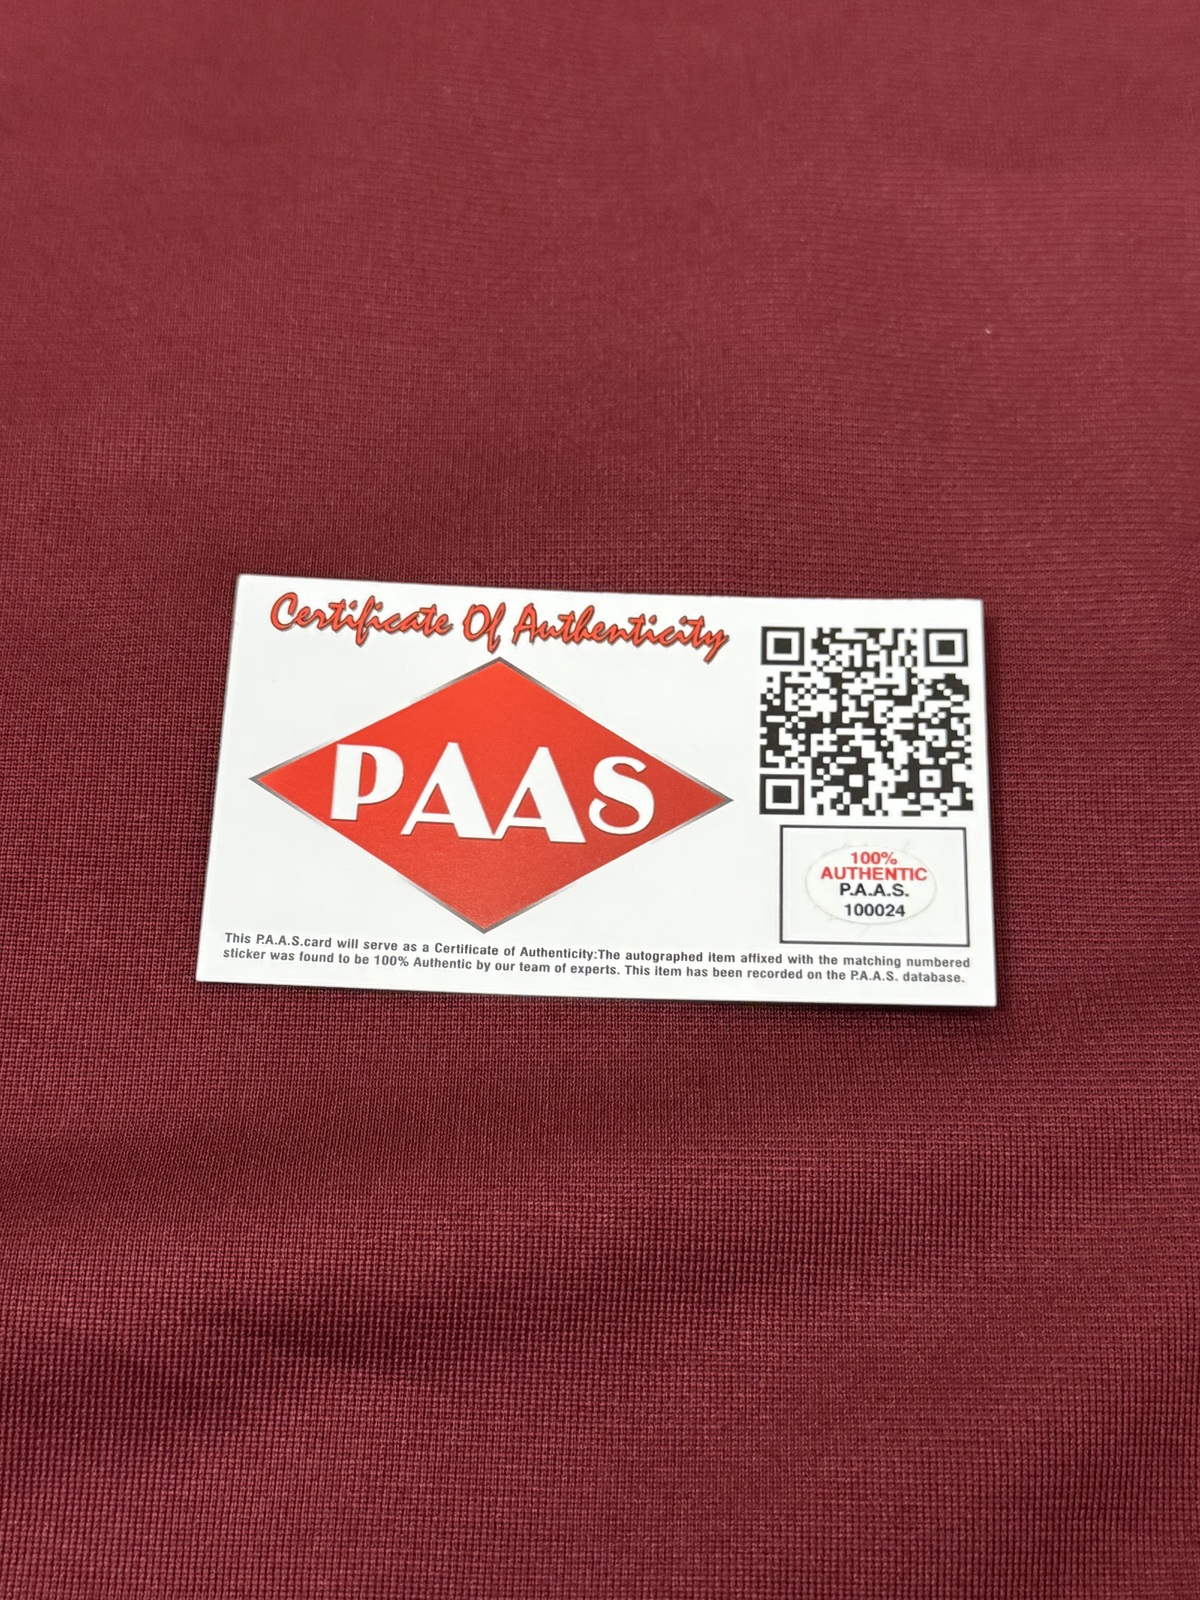 Certificate Of Authenticity
PAAS
100%
AUTHENTIC
P.A.A.S.
100024
This P.A.A.S.card will serve as a Certificate of Authenticity:The autographed item affixed with the matching numbered
sticker was found to be 100% Authentic by our team of experts. This item has been recorded on the P.A.A.S. database.